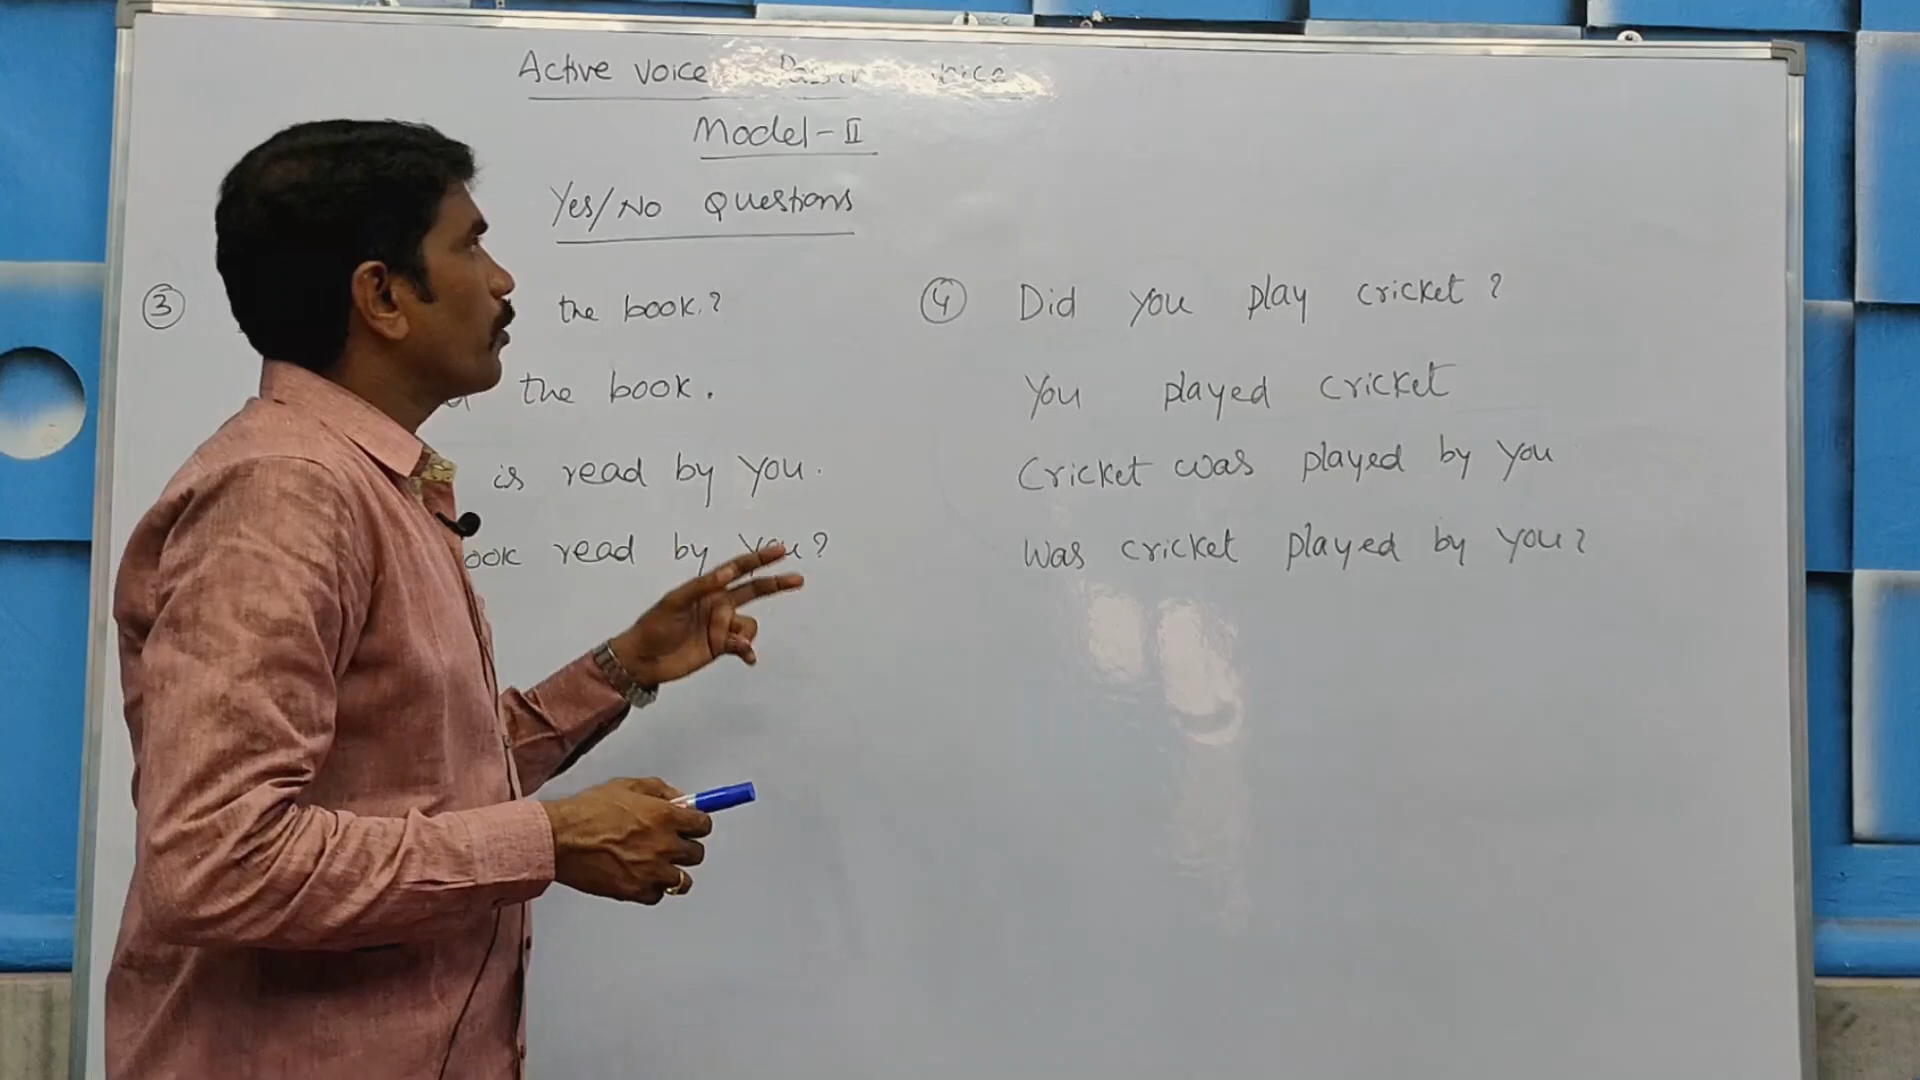 Active voice Passive voice
Model-II
Yes/No Questions
③ the book.?
the book.
is read by you.
ook read by you?
④ Did you play cricket?
You played cricket
Cricket was played by you
Was cricket played by you?